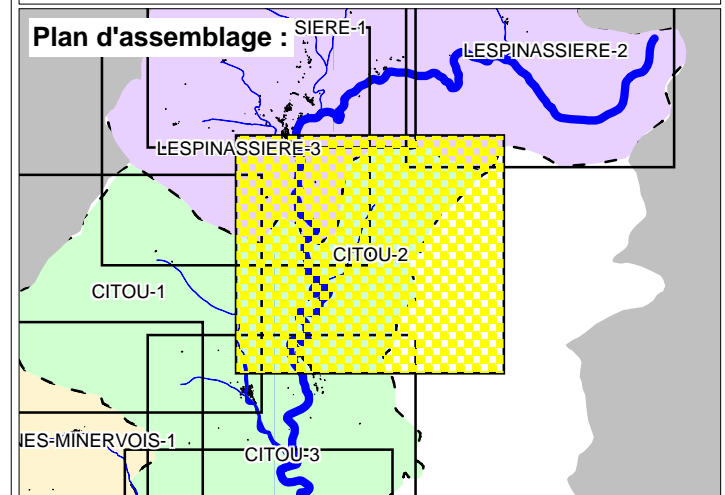 Plan d'assemblage :
SIERE-1
LESPINASSIERE-2
LESPINASSIERE-3
CITOU-2
CITOU-1
NES-MINERVOIS-1
CITOU-3